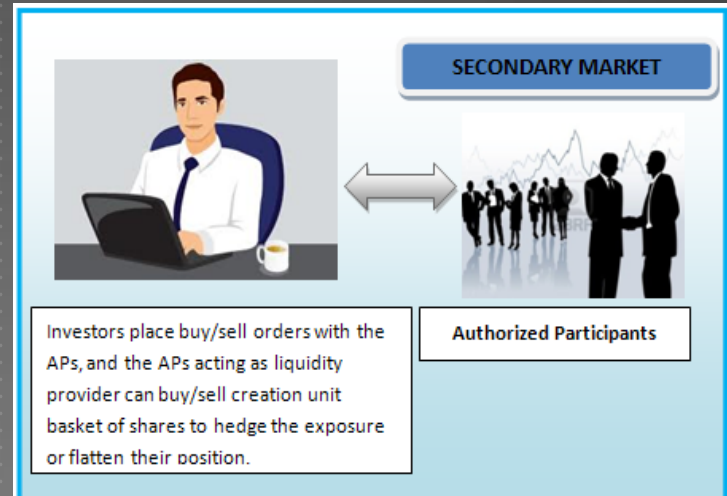 SECONDARY MARKET
Investors place buy/sell orders with the
APs, and the APs acting as liquidity
provider can buy/sell creation unit
basket of shares to hedge the exposure
or flatten their position.
Authorized Participants